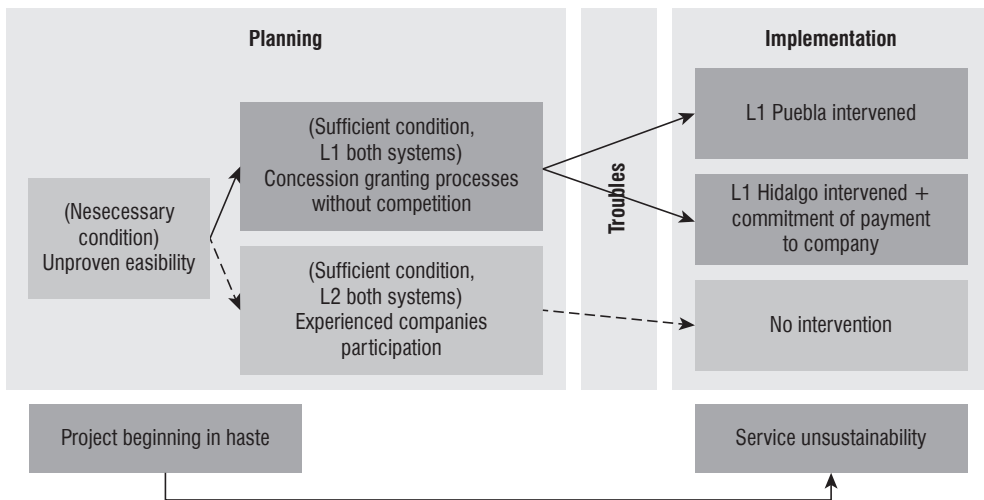 Planning
Troubles
Implementation
(Nesecessary
condition)
Unproven easibility
(Sufficient condition,
L1 both systems)
Concession granting processes
without competition
(Sufficient condition,
L2 both systems)
Experienced companies
participation
L1 Puebla intervened
L1 Hidalgo intervened +
commitment of payment
to company
No intervention
Project beginning in haste
Service unsustainability